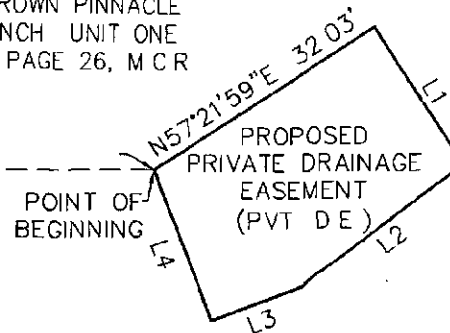 ROWN PINNACLE
NCH UNIT ONE
PAGE 26, M C R
N57°21'59"E 32 03'
L1
PROPOSED
PRIVATE DRAINAGE
EASEMENT
(PVT D E )
POINT OF
BEGINNING
L2
L4
L3